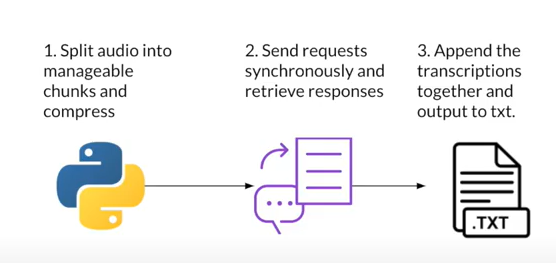 1. Split audio into
manageable
chunks and
compress
2. Send requests
synchronously and
retrieve responses
3. Append the
transcriptions
together and
output to txt.
.TXT